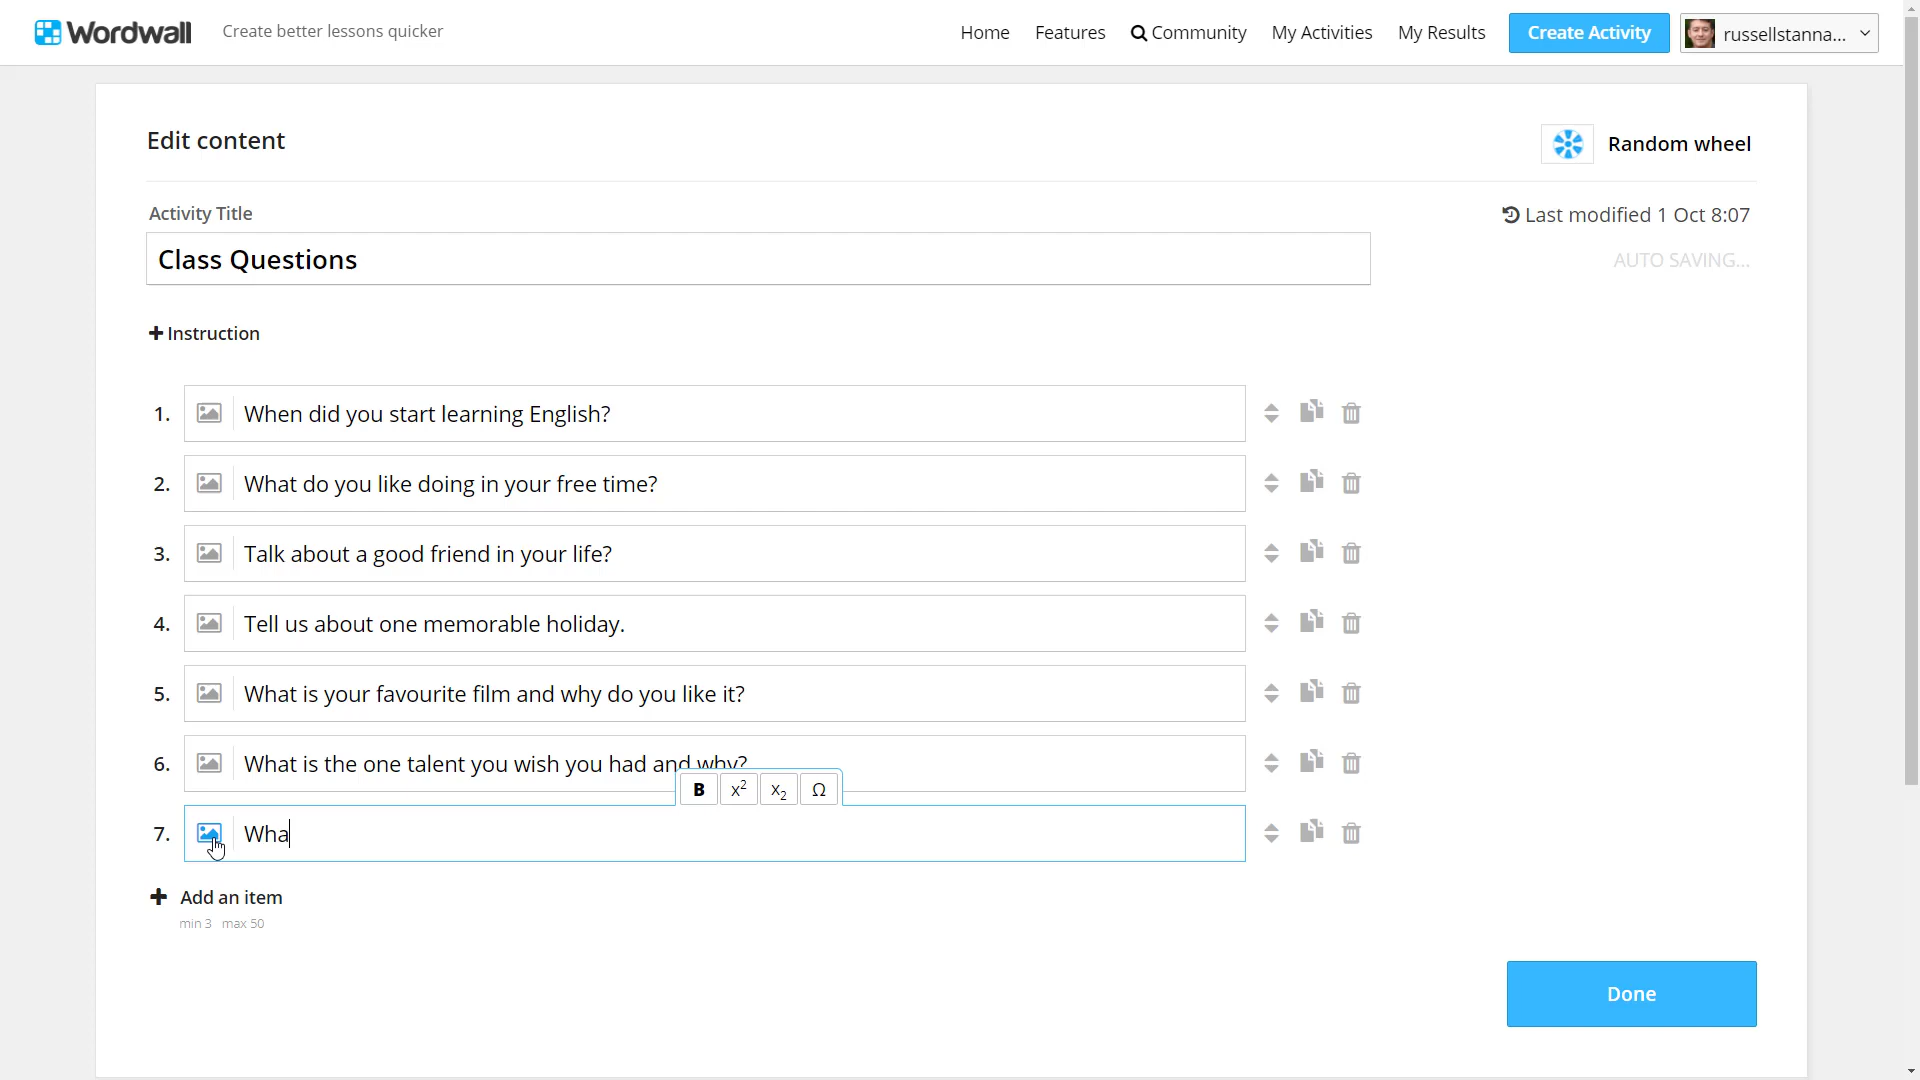 Wordwall Create better lessons quicker Home Features Community My Activities My Results Create Activity russellstanna...
Edit content Random wheel
Activity Title Last modified 1 Oct 8:07
Class Questions AUTO SAVING...
+ Instruction
1. When did you start learning English?
2. What do you like doing in your free time?
3. Talk about a good friend in your life?
4. Tell us about one memorable holiday.
5. What is your favourite film and why do you like it?
6. What is the one talent you wish you had and why?
B x² x₂ Ω
7. Wha
+ Add an item
min 3 max 50
Done